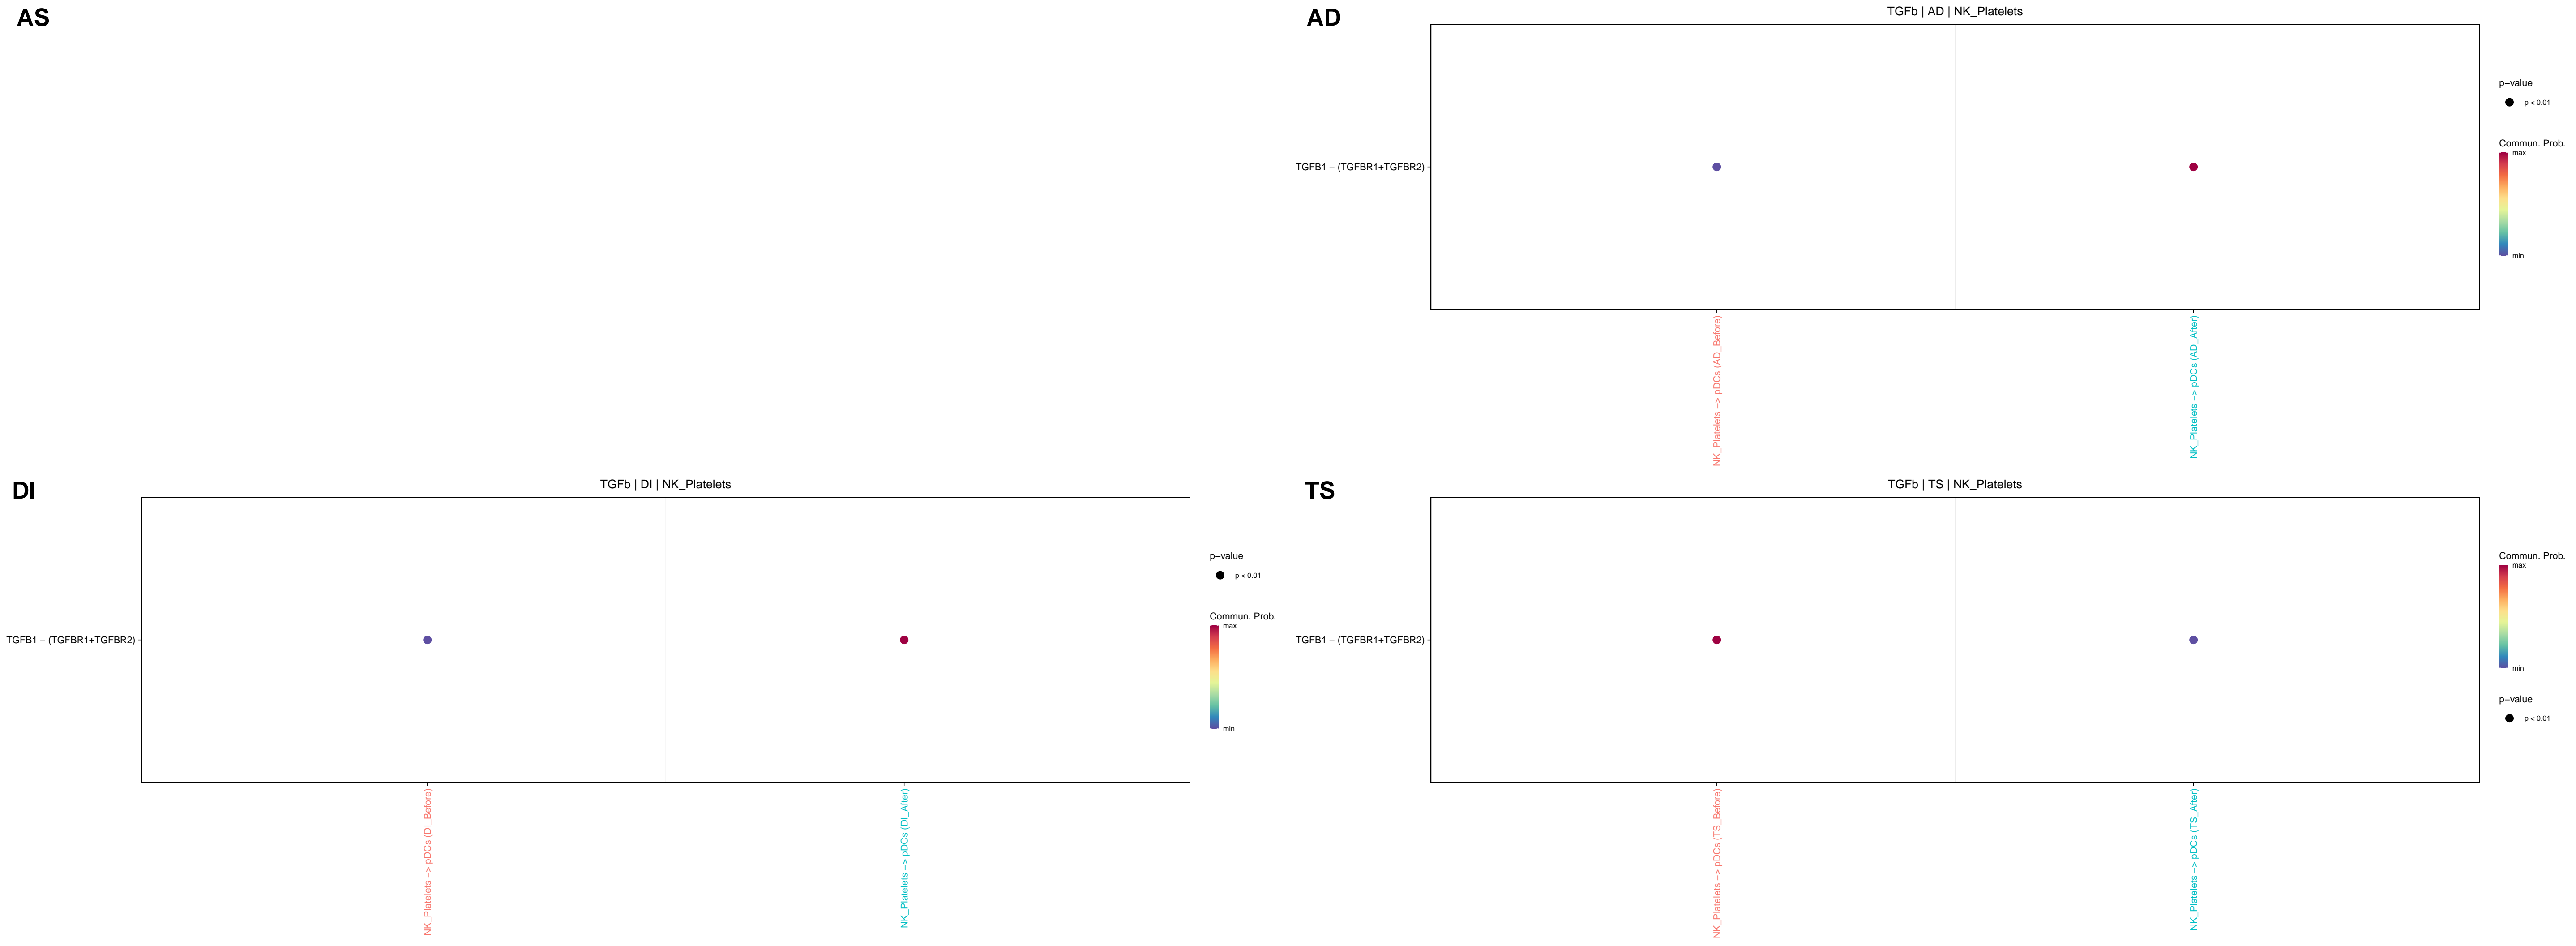 AS
AD
TGFb | AD | NK_Platelets
p−value
p < 0.01
Commun. Prob.
max
min
TGFB1 − (TGFBR1+TGFBR2)
NK_Platelets −> pDCs (AD_Before)
NK_Platelets −> pDCs (AD_After)
DI
TGFb | DI | NK_Platelets
p−value
p < 0.01
Commun. Prob.
max
min
TGFB1 − (TGFBR1+TGFBR2)
NK_Platelets −> pDCs (DI_Before)
NK_Platelets −> pDCs (DI_After)
TS
TGFb | TS | NK_Platelets
Commun. Prob.
max
min
p−value
p < 0.01
TGFB1 − (TGFBR1+TGFBR2)
NK_Platelets −> pDCs (TS_Before)
NK_Platelets −> pDCs (TS_After)